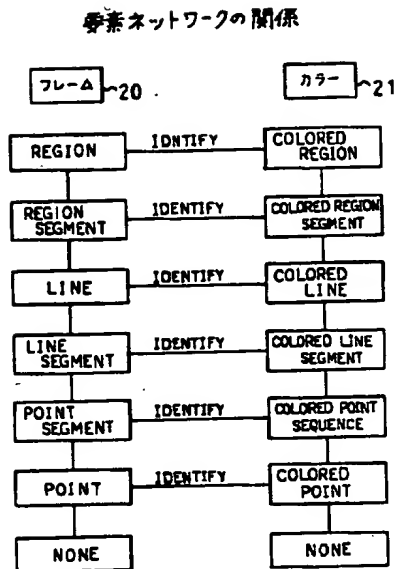 要素ネットワークの関係
フレーム 20
カラー 21
REGION
IDNTIFY
COLORED
REGION
REGION
SEGMENT
IDENTIFY
COLORED REGION
SEGMENT
LINE
IDENTIFY
COLORED
LINE
LINE
SEGMENT
IDENTIFY
COLORED LINE
SEGMENT
POINT
SEGMENT
IDENTIFY
COLORED POINT
SEQUENCE
POINT
IDENTIFY
COLORED
POINT
NONE
NONE